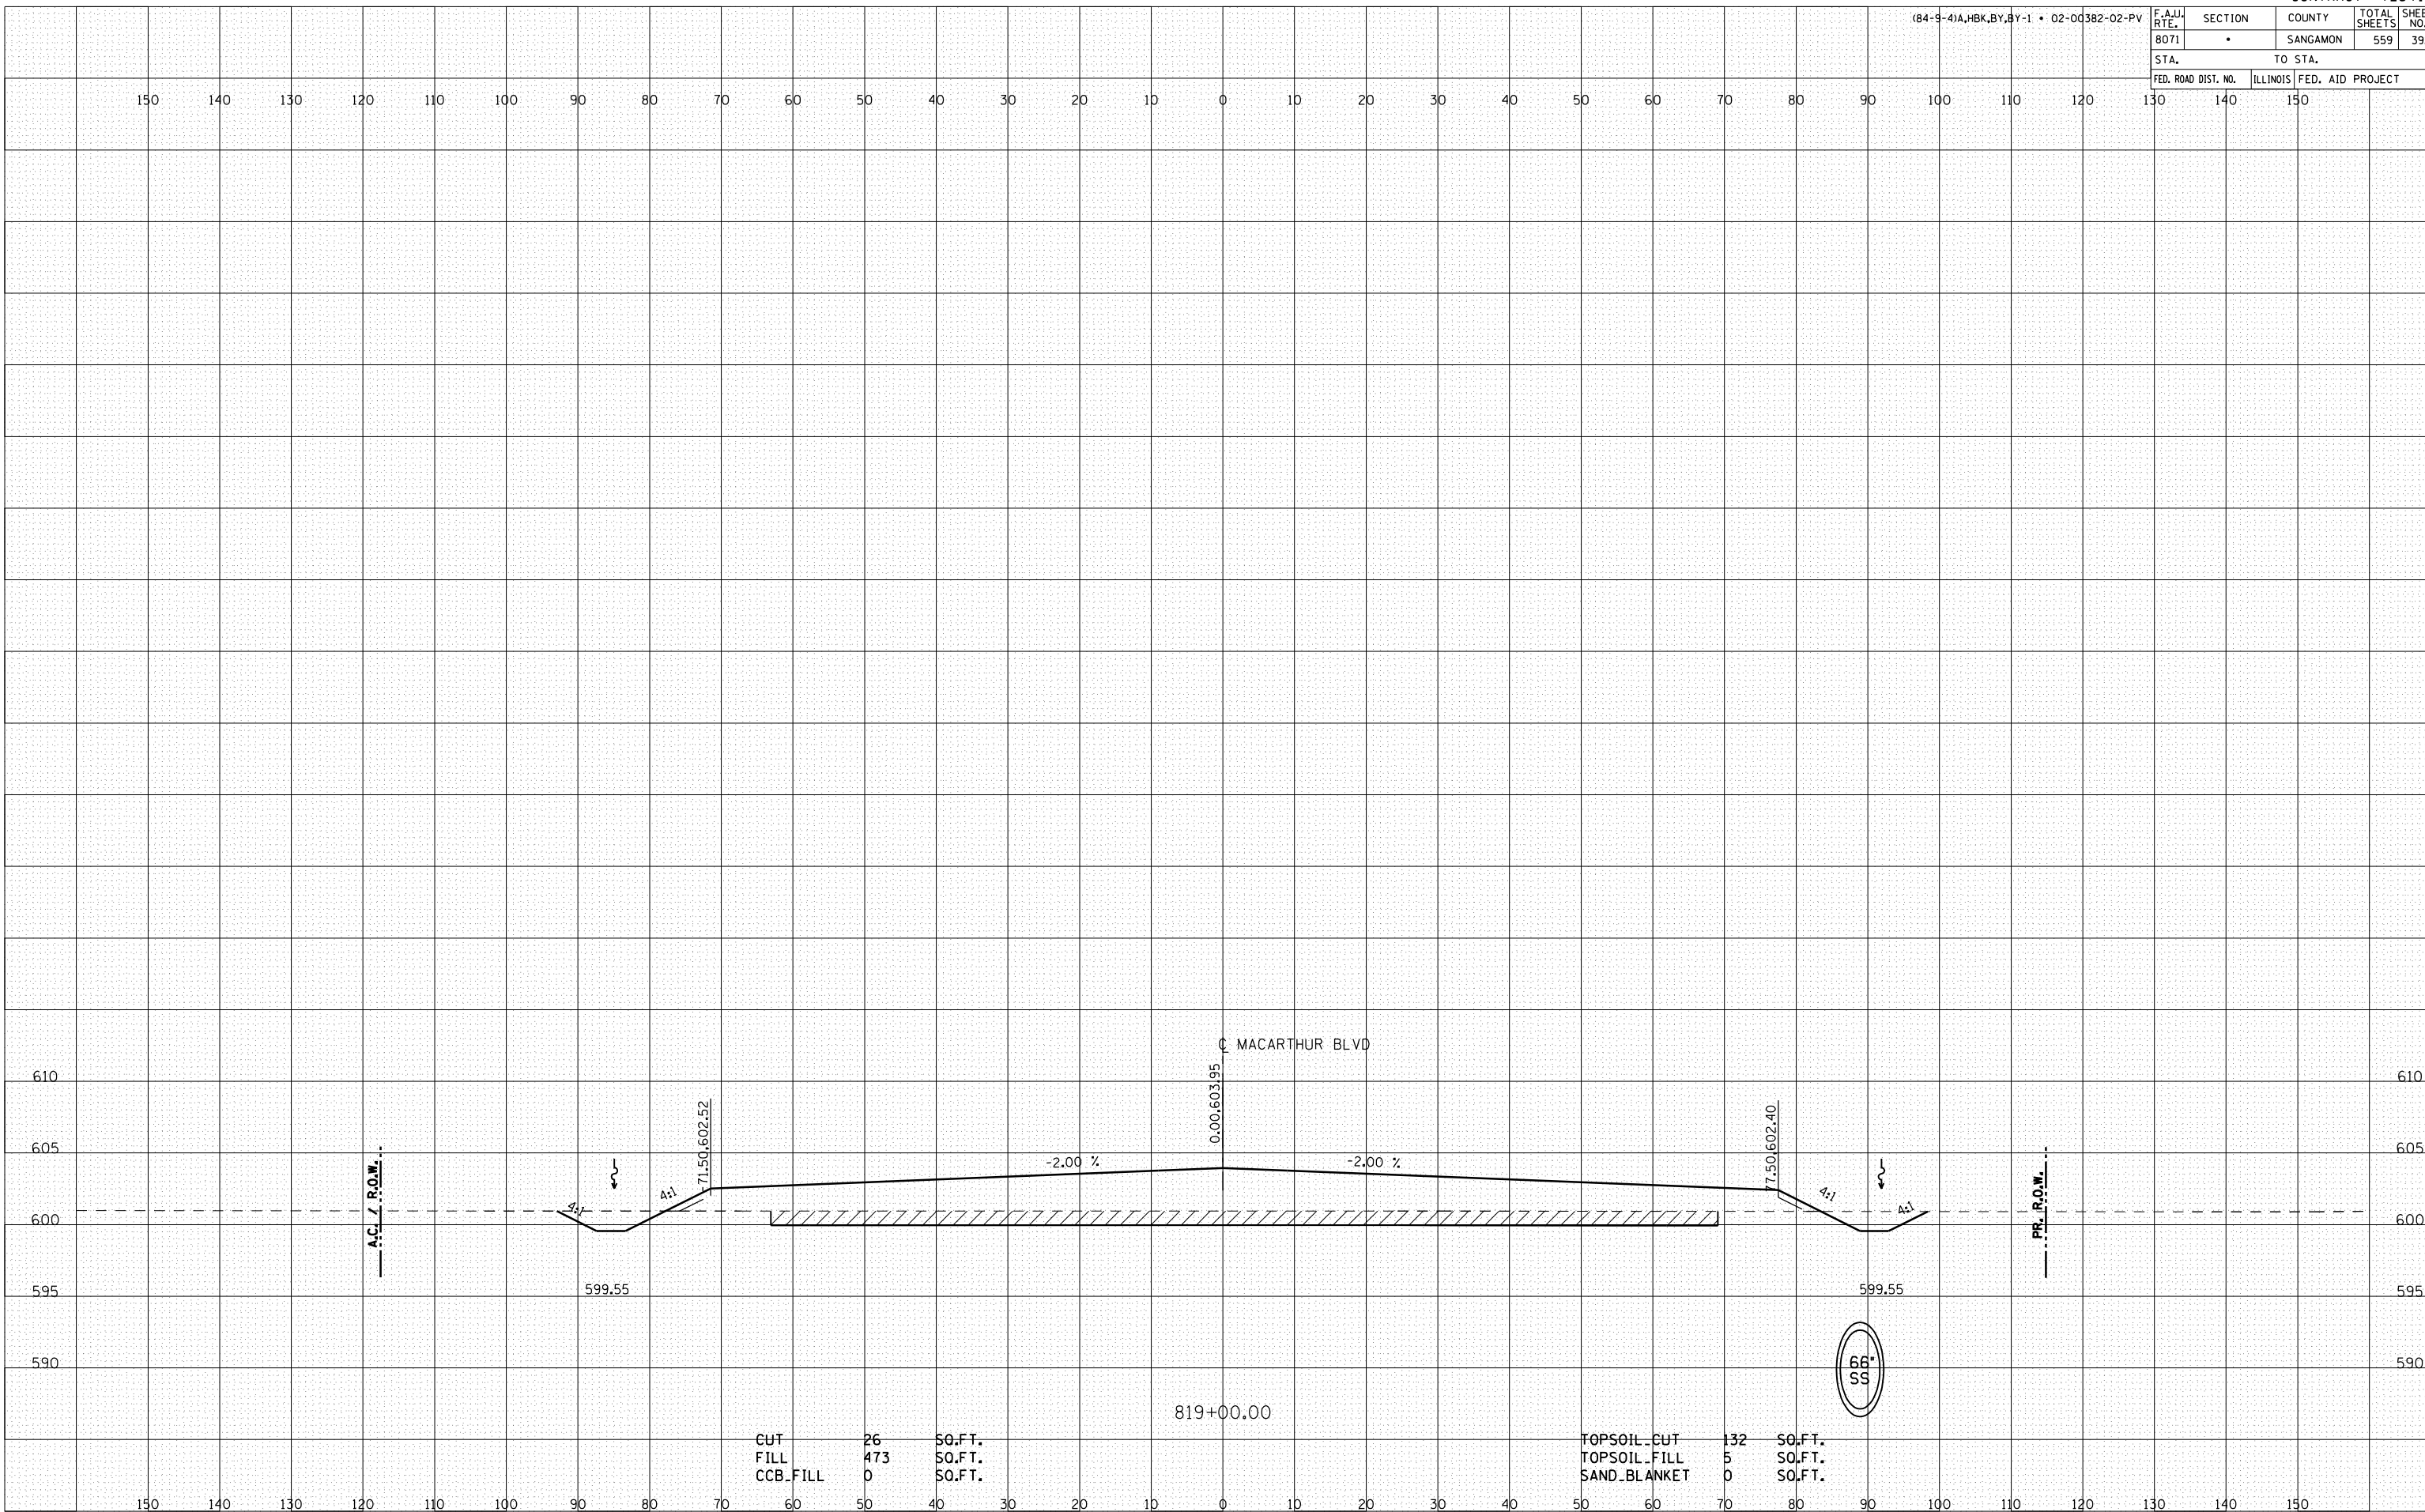 (84-9-4)A,HBK,BY,BY-1 • 02-00382-02-PV
F.A.U. RTE. SECTION COUNTY TOTAL SHEETS
8071 • SANGAMON 559
STA. TO STA.
FED. ROAD DIST. NO. ILLINOIS FED. AID PROJECT
150 140 130 120 110 100 90 80 70 60 50 40 30 20 10 0 10 20 30 40 50 60 70 80 90 100 110 120 130 140 150
℄ MACARTHUR BLVD
610 610
0.00,603.95
-71.50,602.52
77.50,602.40
605 605
-2.00 % -2.00 %
A.C. / R.O.W.
4:1 4:1 4:1 4:1
PR. R.O.W.
600 600
599.55 599.55
595 595
590 590
66"
SS
819+00.00
CUT 26 SQ.FT.
FILL 473 SQ.FT.
CCB_FILL 0 SQ.FT.
TOPSOIL_CUT 132 SQ.FT.
TOPSOIL_FILL 5 SQ.FT.
SAND_BLANKET 0 SQ.FT.
150 140 130 120 110 100 90 80 70 60 50 40 30 20 10 0 10 20 30 40 50 60 70 80 90 100 110 120 130 140 150